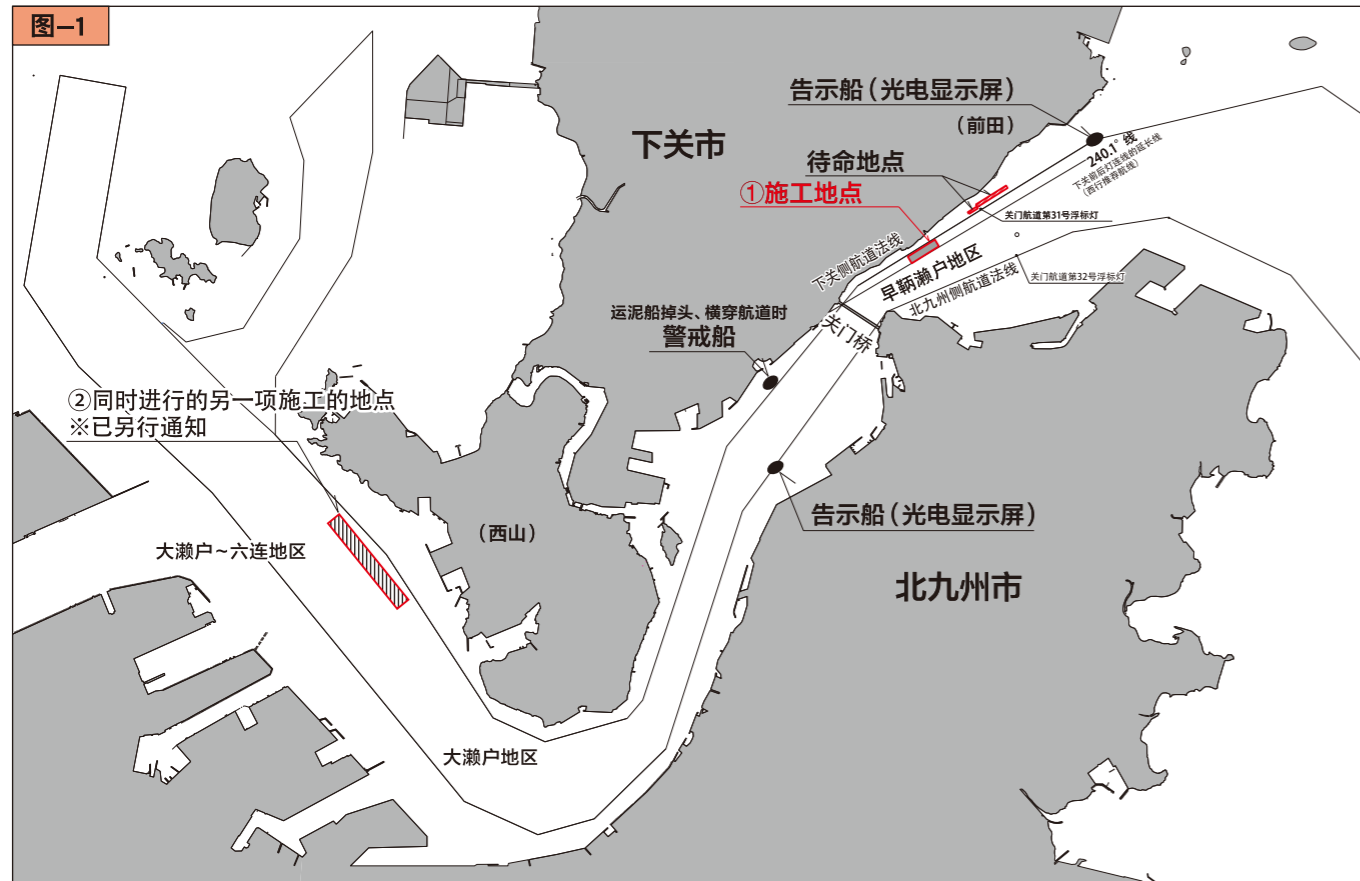 图-1
告示船（光电显示屏）
（前田）
下关市
待命地点
①施工地点
240.1°线
下关前后灯连线的延长线
（西行推荐航线）
关门航道第31号浮标灯
下关侧航道法线
早鞆濑户地区
北九州侧航道法线
关门航道第32号浮标灯
运泥船掉头、横穿航道时
警戒船
关门桥
②同时进行的另一项施工的地点
※已另行通知
（西山）
告示船（光电显示屏）
大濑户~六连地区
北九州市
大濑户地区